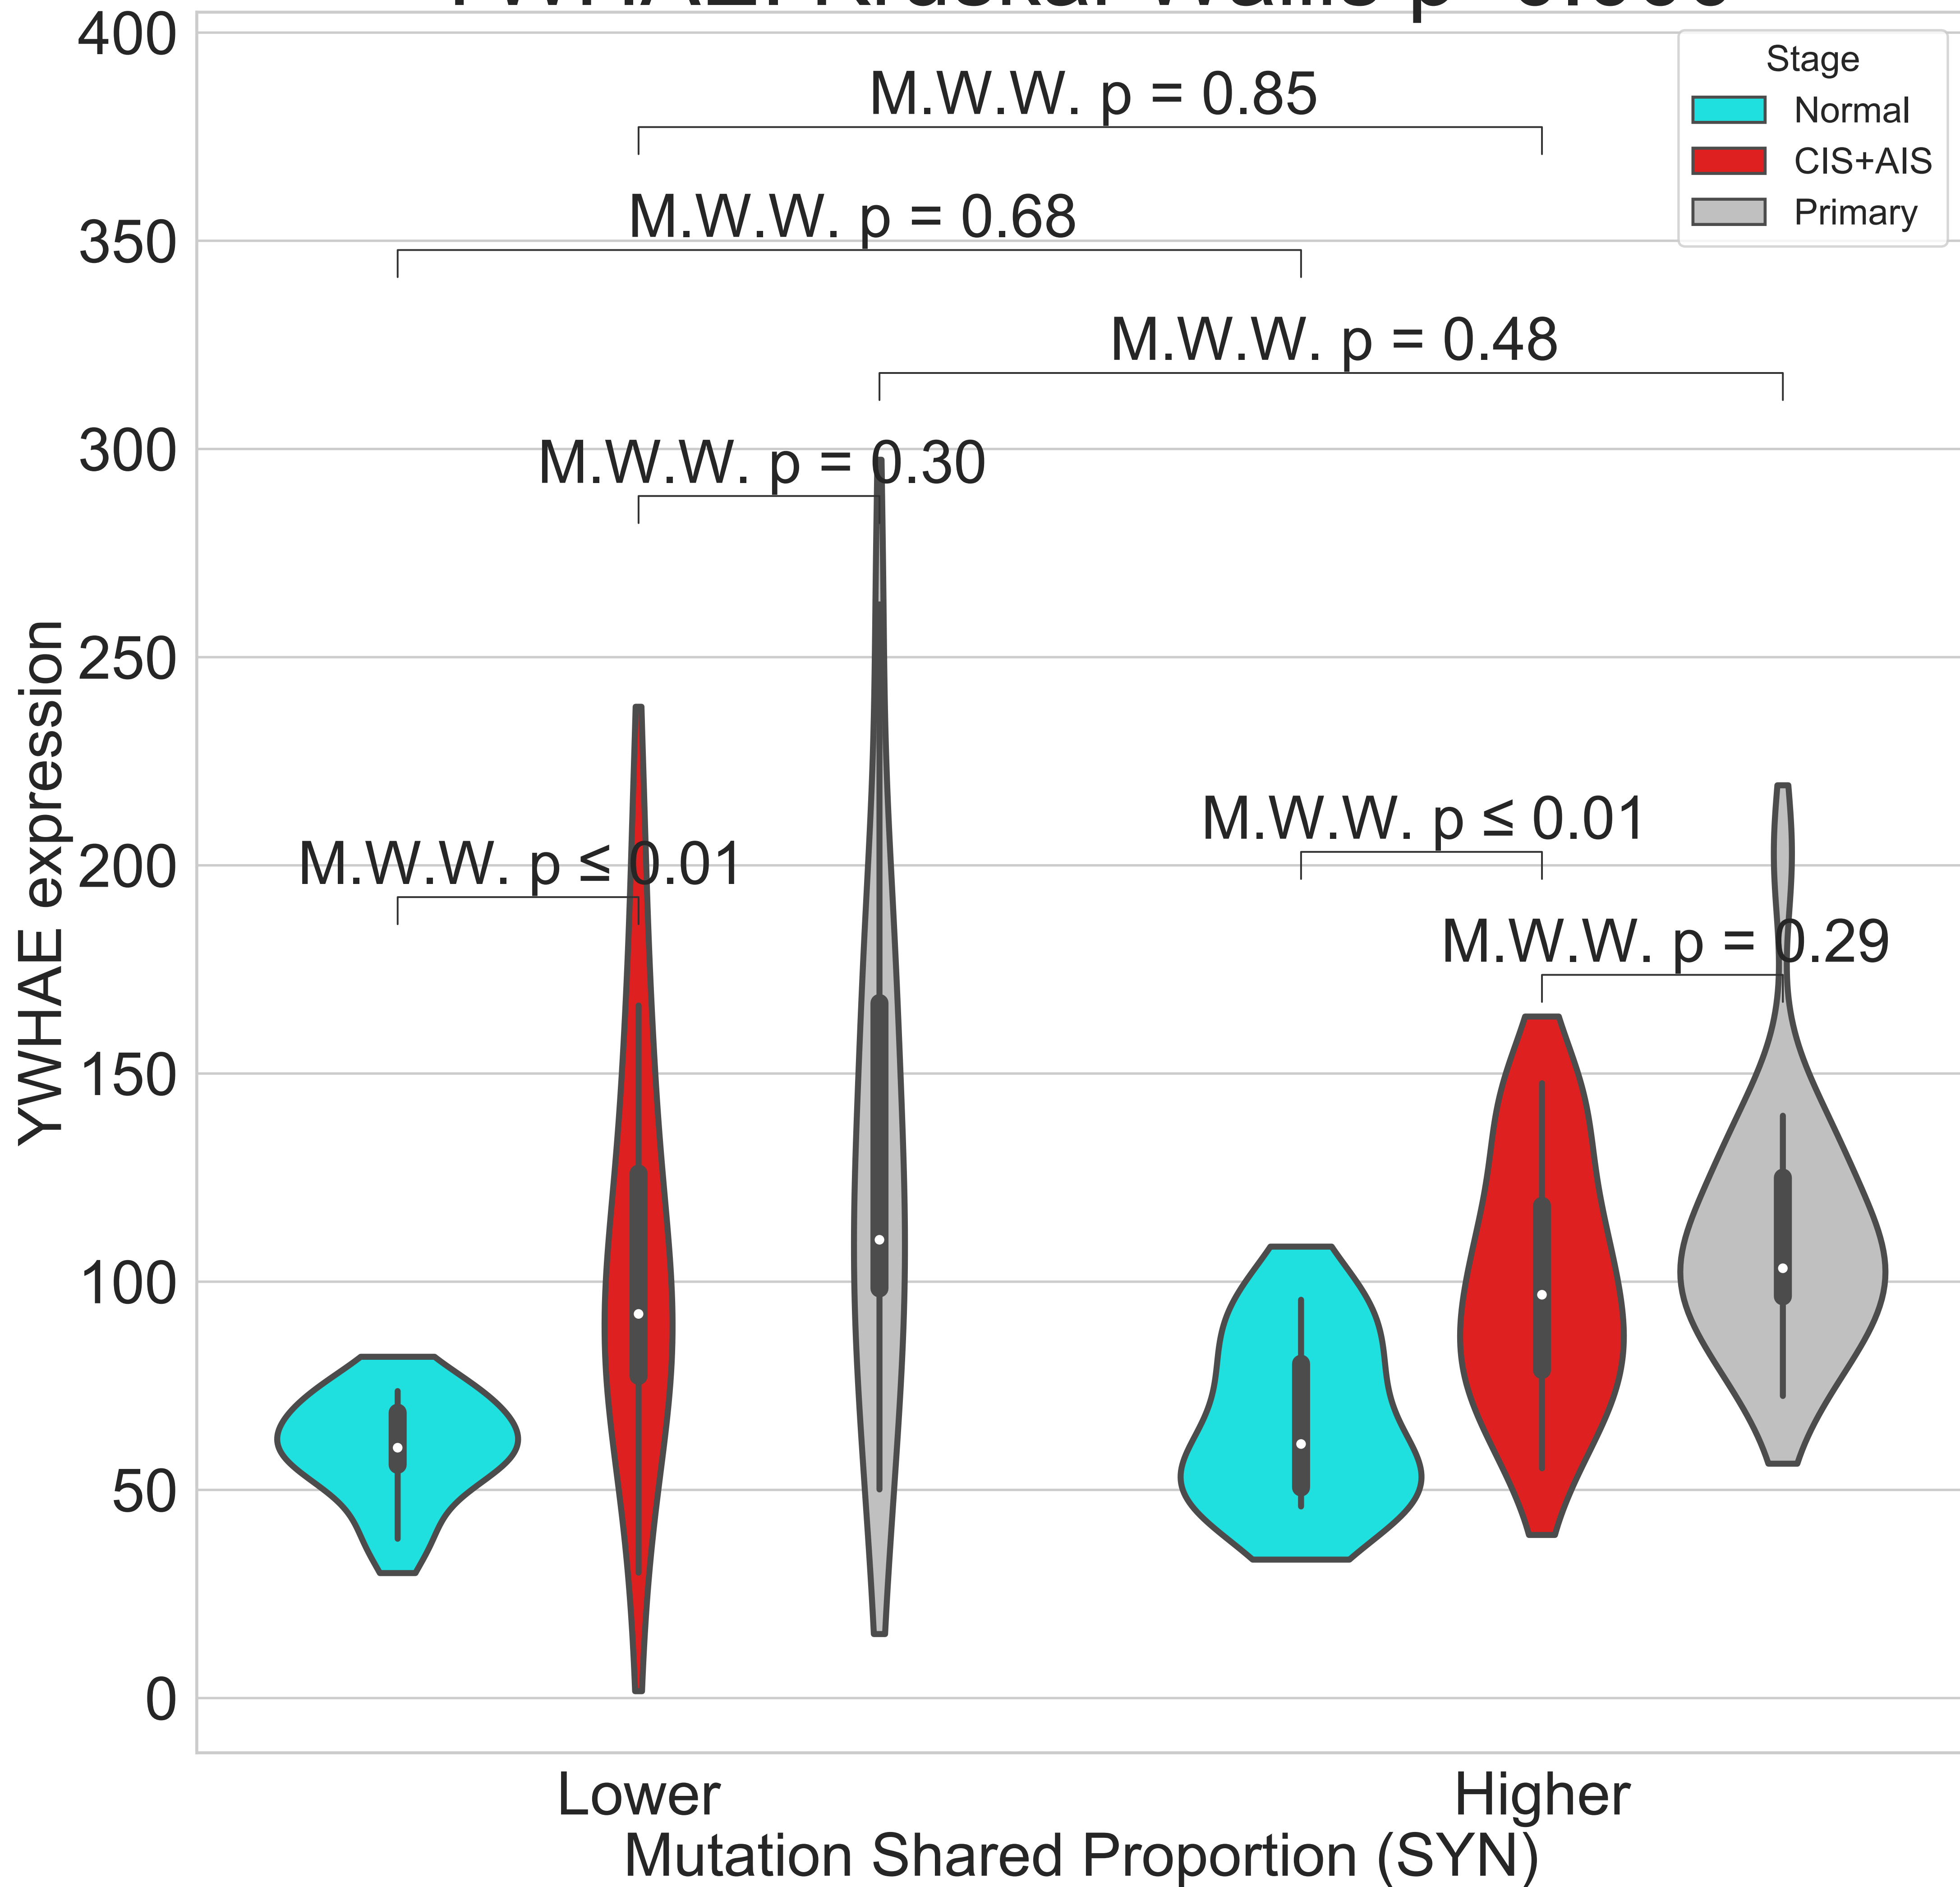 400
350
300
250
200
150
100
50
0
YWHAE expression
M.W.W. p = 0.85
M.W.W. p = 0.68
M.W.W. p = 0.48
M.W.W. p = 0.30
M.W.W. p ≤ 0.01
M.W.W. p ≤ 0.01
M.W.W. p = 0.29
Stage
Normal
CIS+AIS
Primary
Lower
Higher
Mutation Shared Proportion (SYN)